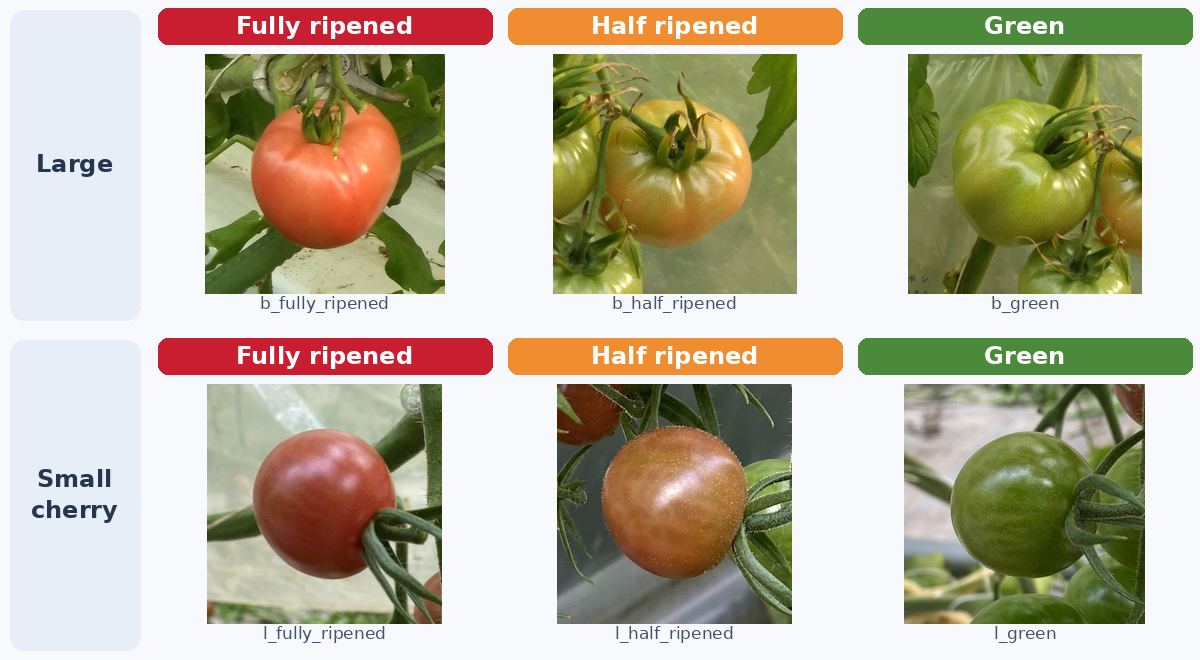 Fully ripened
Half ripened
Green
Large
b_fully_ripened
b_half_ripened
b_green
Fully ripened
Half ripened
Green
Small
cherry
l_fully_ripened
l_half_ripened
l_green